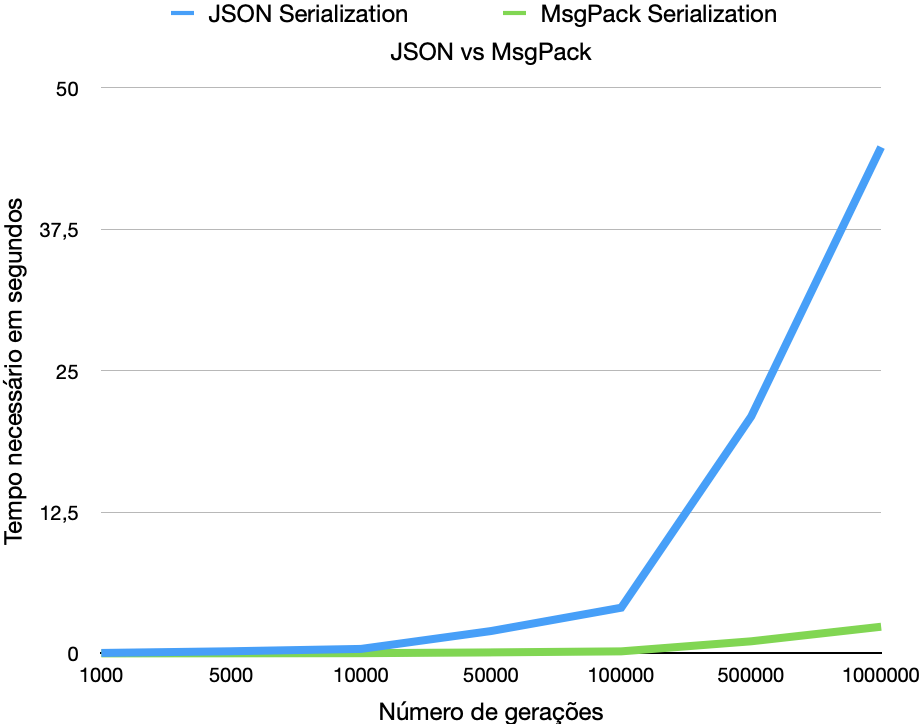 JSON Serialization
MsgPack Serialization
JSON vs MsgPack
Tempo necessário em segundos
50
37,5
25
12,5
0
1000
5000
10000
50000
100000
500000
1000000
Número de gerações